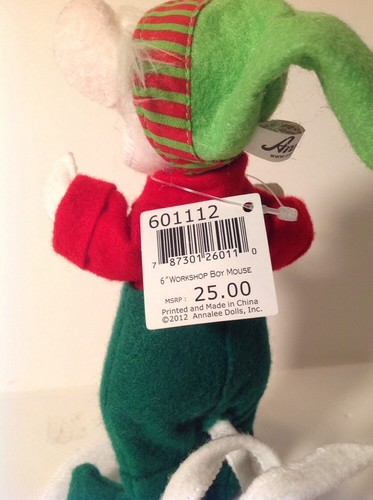 601112
7 87301 26011 0
6" WORKSHOP BOY MOUSE
MSRP: 25.00
Printed and Made in China
©2012 Annalee Dolls, Inc.